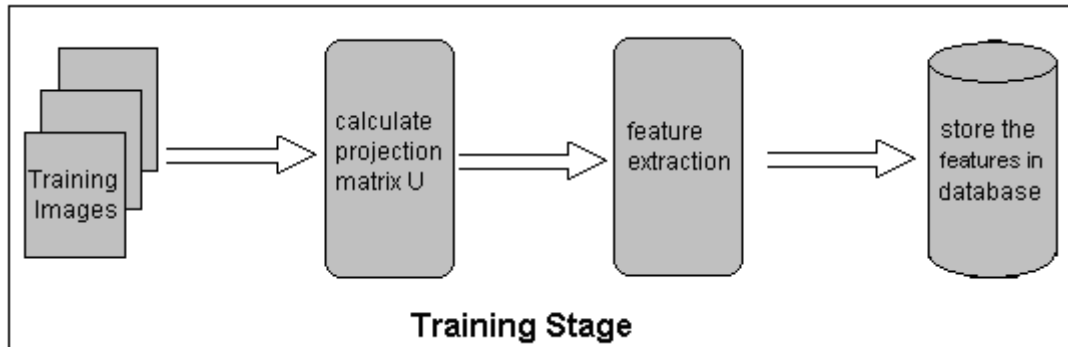 Training
Images
calculate
projection
matrix U
feature
extraction
store the
features in
database
Training Stage